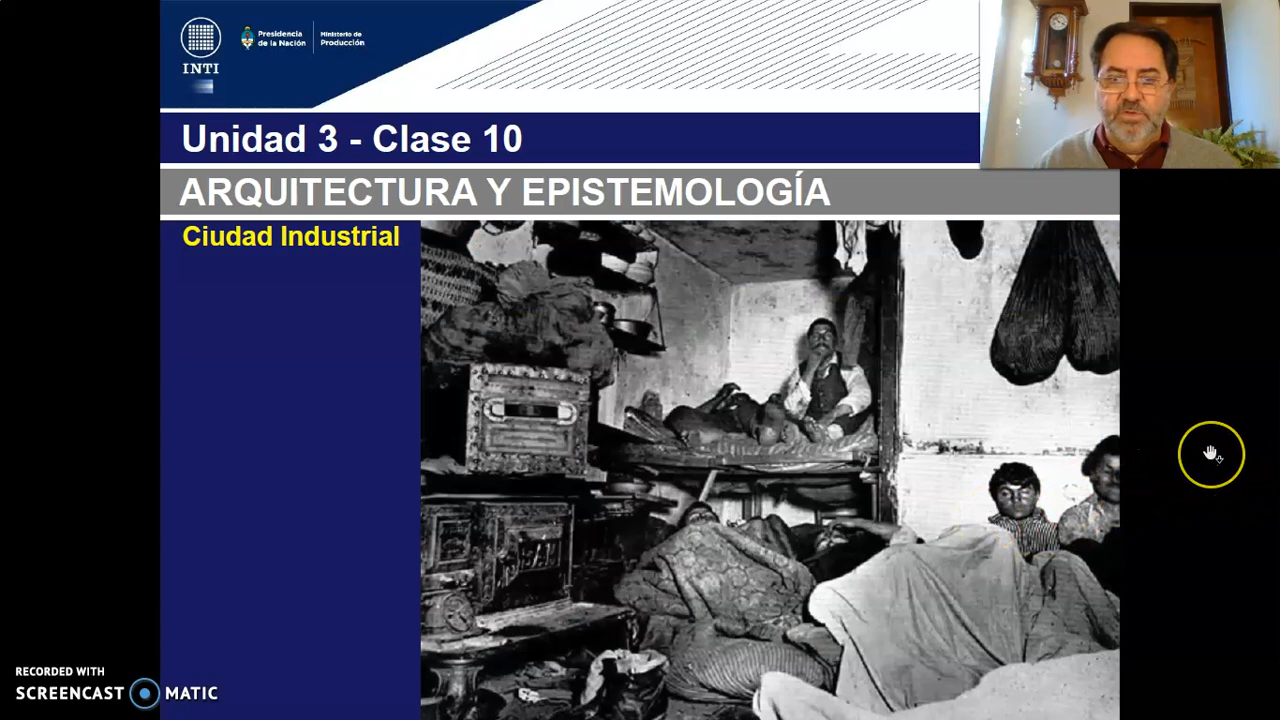 INTI
Presidencia
de la Nación
Ministerio de
Producción
Unidad 3 - Clase 10
ARQUITECTURA Y EPISTEMOLOGÍA
Ciudad Industrial
RECORDED WITH
SCREENCAST MATIC